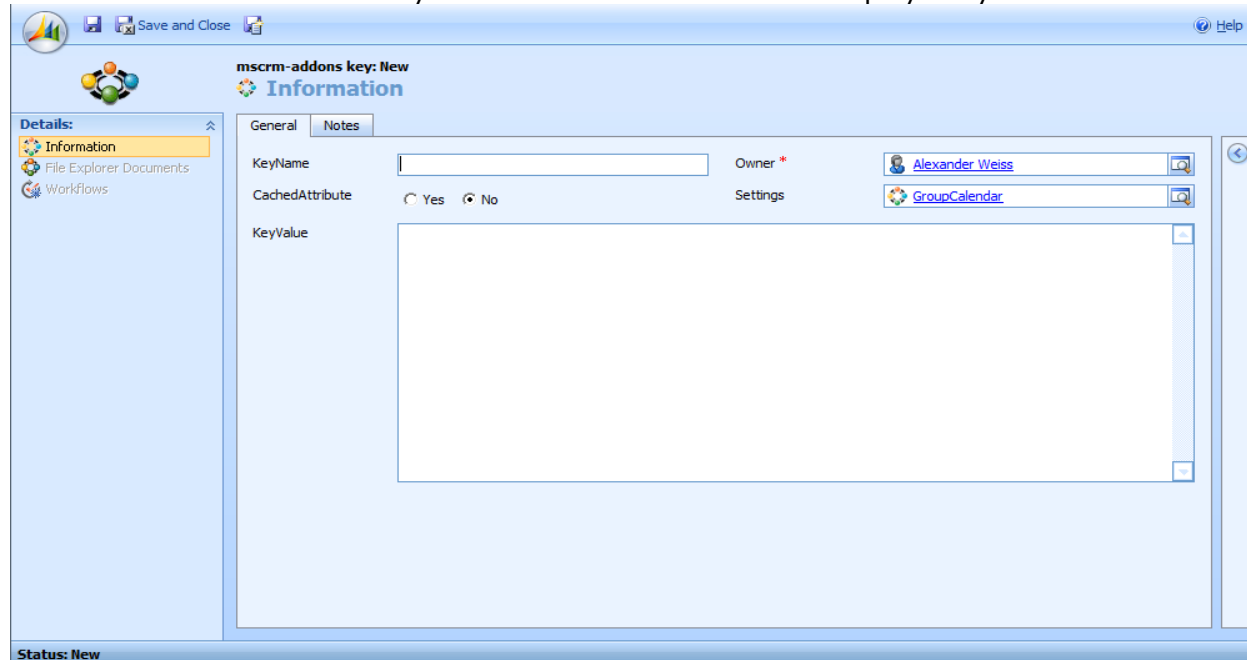 Save and Close
Help
mscrm-addons key: New
Information
Details:
Information
File Explorer Documents
Workflows
General Notes
KeyName
Owner *
Alexander Weiss
CachedAttribute
Yes No
Settings
GroupCalendar
KeyValue
Status: New